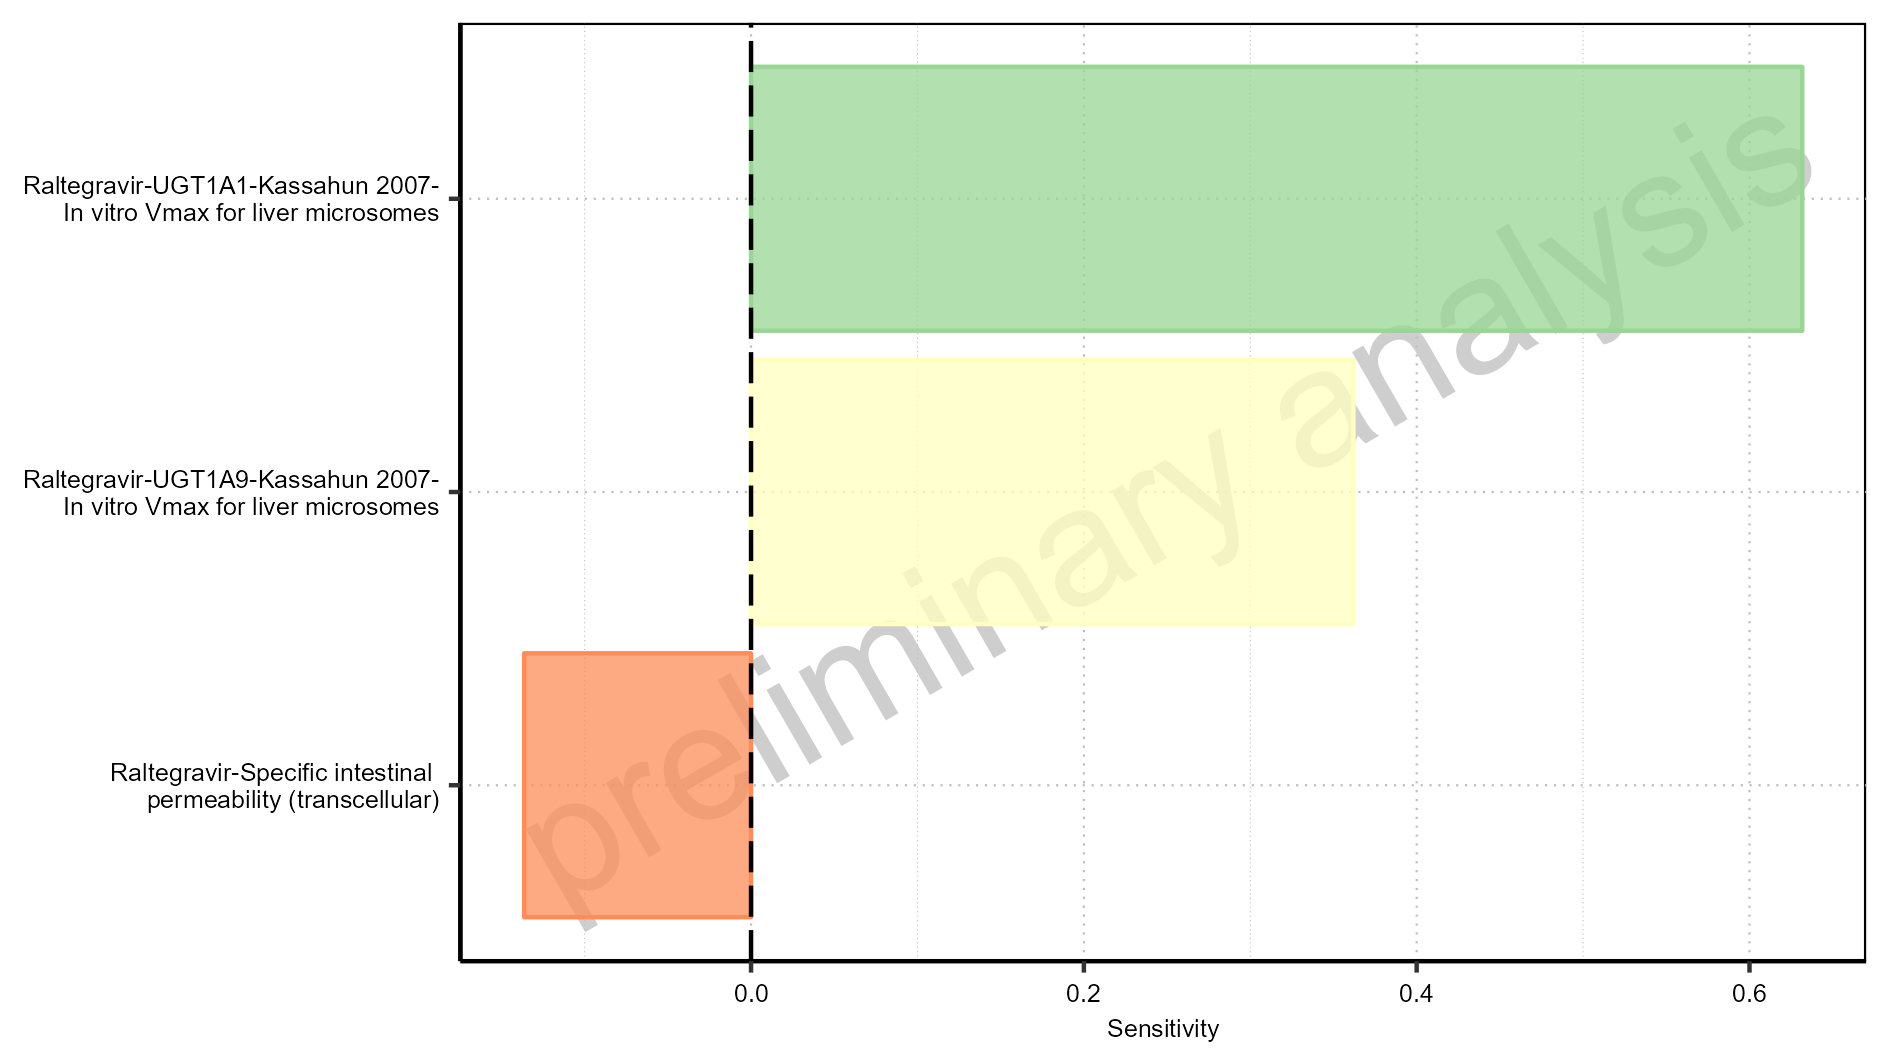 Raltegravir-UGT1A1-Kassahun 2007-
In vitro Vmax for liver microsomes
Raltegravir-UGT1A9-Kassahun 2007-
In vitro Vmax for liver microsomes
Raltegravir-Specific intestinal
permeability (transcellular)
preliminary analysis
0.0 0.2 0.4 0.6
Sensitivity